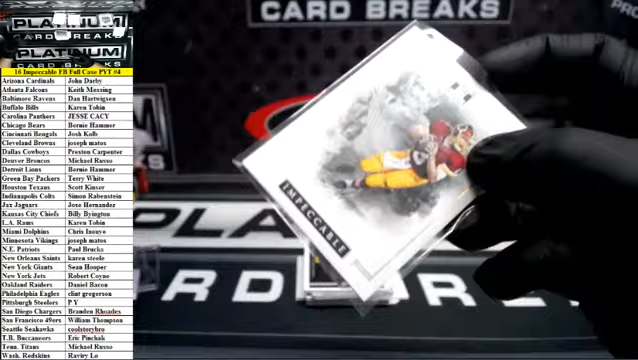 PLATINUM
CARD BREAKS
PLATINUM
CARD BREAKS
CARD BREAKS
PRO
16 Impeccable FB Full Case PYT #4
Arizona Cardinals John Darby
Atlanta Falcons Keith Messing
Baltimore Ravens Dan Hartwigsen
Buffalo Bills Karen Tobin
Carolina Panthers JESSE CACY
Chicago Bears Bernie Hammer
Cincinnati Bengals Josh Kolb
Cleveland Browns joseph matos
Dallas Cowboys Preston Carpenter
Denver Broncos Michael Russo
Detroit Lions Bernie Hammer
Green Bay Packers Terry White
Houston Texans Scott Kinser
Indianapolis Colts Simon Rabenstein
Jax Jaguars Jose Hernandez
Kansas City Chiefs Billy Byington
L.A. Rams Karen Tobin
Miami Dolphins Chris Inouye
Minnesota Vikings joseph matos
N.E. Patriots Paul Brucks
New Orleans Saints karen steele
New York Giants Sean Hooper
New York Jets Robert Coyne
Oakland Raiders Daniel Bacon
Philadelphia Eagles clint gregerson
Pittsburgh Steelers P Y
San Diego Chargers Branden Rhoades
San Francisco 49ers William Thompson
Seattle Seahawks coolstorybro
T.B. Buccaneers Eric Pinchak
Tenn. Titans Michael Russo
Wash. Redskins Raviry Lo
IMPECCABLE